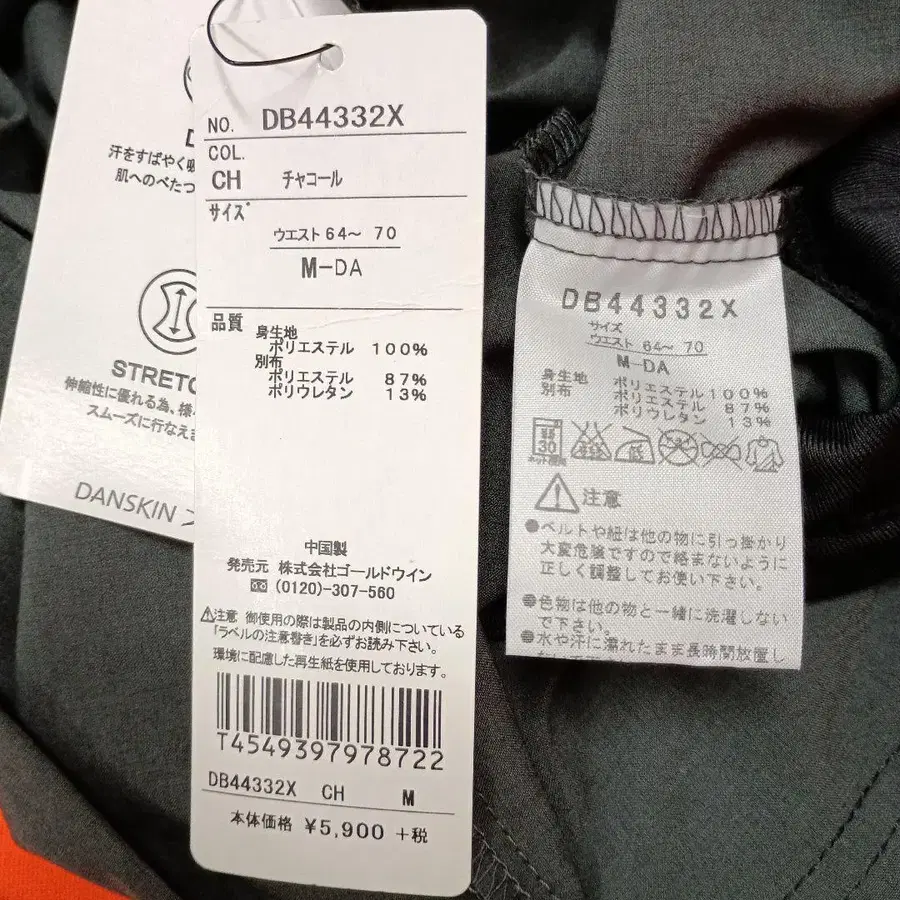 汗をすばやく
肌へのべたつ
STRETC
伸縮性に優れる為、様
スムーズに行なえま
DANSKIN
NO. DB44332X
COL.
CH チャコール
サイズ
ウエスト 64〜 70
M-DA
品質
身生地
ポリエステル 100%
別布
ポリエステル 87%
ポリウレタン 13%
中国製
発売元 株式会社ゴールドウイン
(0120)-307-560
⚠注意 御使用の際は製品の内側についている
「ラベルの注意書き」を必ずお読み下さい。
環境に配慮した再生紙を使用しております。
T4549397978722
DB44332X CH M
本体価格 ¥5,900 +税
DB44332X
サイズ
ウエスト 64〜 70
M-DA
身生地 ポリエステル 100%
別布 ポリエステル 87%
ポリウレタン 13%
30
⚠注意
●ベルトや紐は他の物に引っ掛かり
大変危険ですので絡まないように
正しく調整してお使い下さい。
●色物は他の物と一緒に洗濯しない
で下さい。
●水や汗に濡れたまま長時間放置し